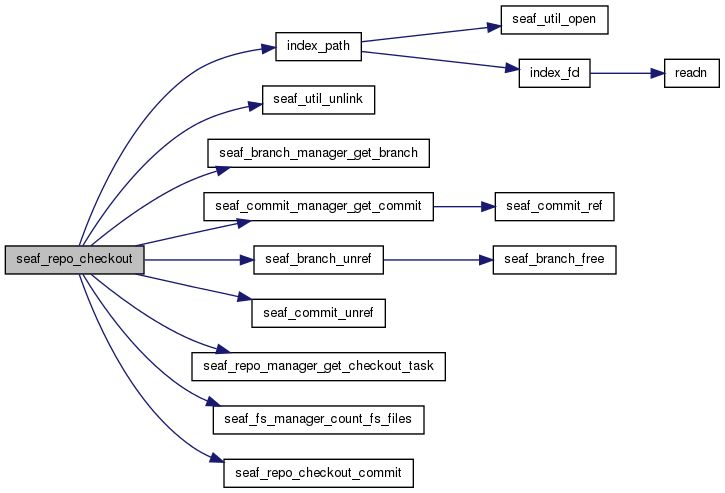 index_path
seaf_util_open
index_fd
readn
seaf_util_unlink
seaf_branch_manager_get_branch
seaf_commit_manager_get_commit
seaf_commit_ref
seaf_repo_checkout
seaf_branch_unref
seaf_branch_free
seaf_commit_unref
seaf_repo_manager_get_checkout_task
seaf_fs_manager_count_fs_files
seaf_repo_checkout_commit